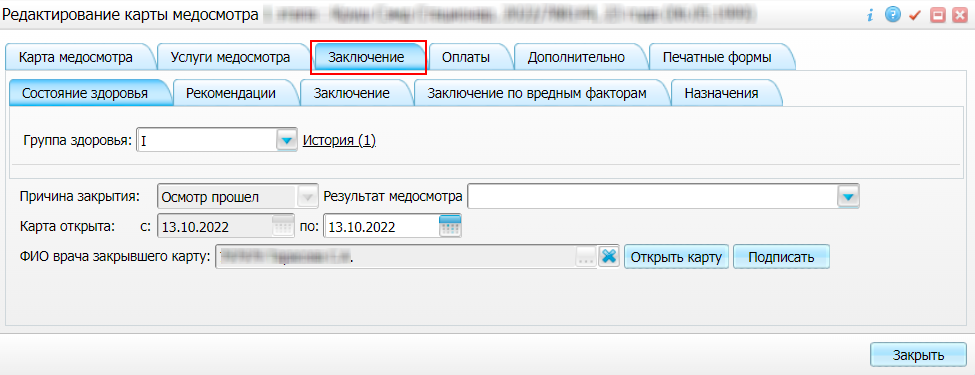 Редактирование карты медосмотра
Карта медосмотра Услуги медосмотра Заключение Оплаты Дополнительно Печатные формы
Состояние здоровья Рекомендации Заключение Заключение по вредным факторам Назначения
Группа здоровья: I История (1)
Причина закрытия: Осмотр прошел Результат медосмотра
Карта открыта: с: 13.10.2022 по: 13.10.2022
ФИО врача закрывшего карту: ... Открыть карту Подписать
Закрыть